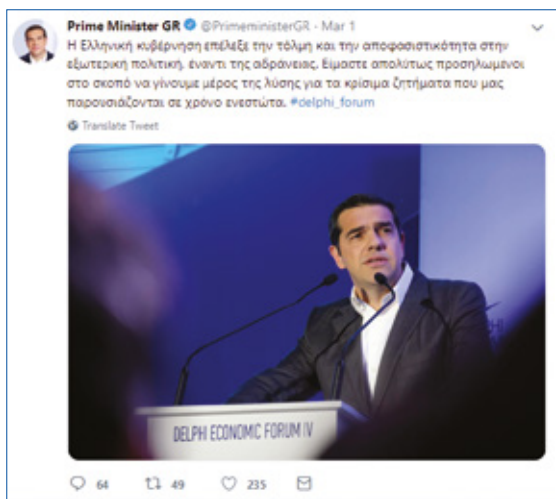 Prime Minister GR @PrimeministerGR · Mar 1
Η Ελληνική κυβέρνηση επέλεξε την τόλμη και την αποφασιστικότητα στην
εξωτερική πολιτική, έναντι της αδράνειας. Είμαστε απολύτως προσηλωμενοι
στο σκοπό να γίνουμε μέρος της λύσης για τα κρίσιμα ζητήματα που μας
παρουσιάζονται σε χρόνο ενεστώτα. #delphi_forum
Translate Tweet
DELPHI ECONOMIC FORUM IV
64 49 235